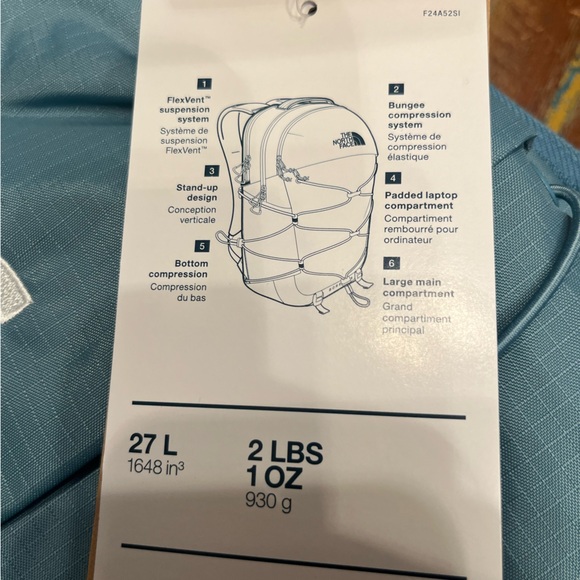 F24A52SI
1
FlexVent™
suspension
system
Système de
suspension
FlexVent™
2
Bungee
compression
system
Système de
compression
élastique
THE
NORTH
FACE
3
Stand-up
design
Conception
verticale
4
Padded laptop
compartment
Compartiment
rembourré pour
ordinateur
5
Bottom
compression
Compression
du bas
6
Large main
compartment
Grand
compartiment
principal
27 L
1648 in³
2 LBS
1 OZ
930 g